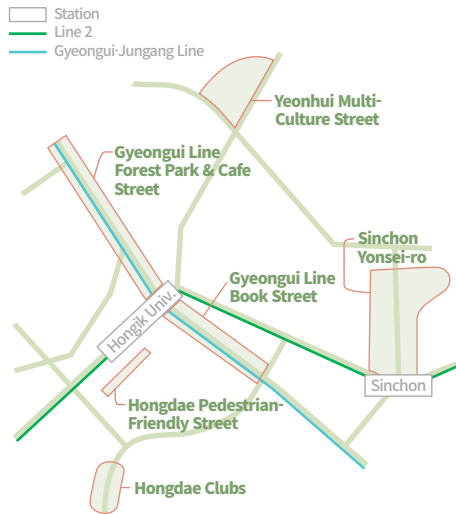 Station
Line 2
Gyeongui-Jungang Line
Yeonhui Multi-
Culture Street
Gyeongui Line
Forest Park & Cafe
Street
Sinchon
Yonsei-ro
Gyeongui Line
Book Street
Hongik Univ.
Sinchon
Hongdae Pedestrian-
Friendly Street
Hongdae Clubs